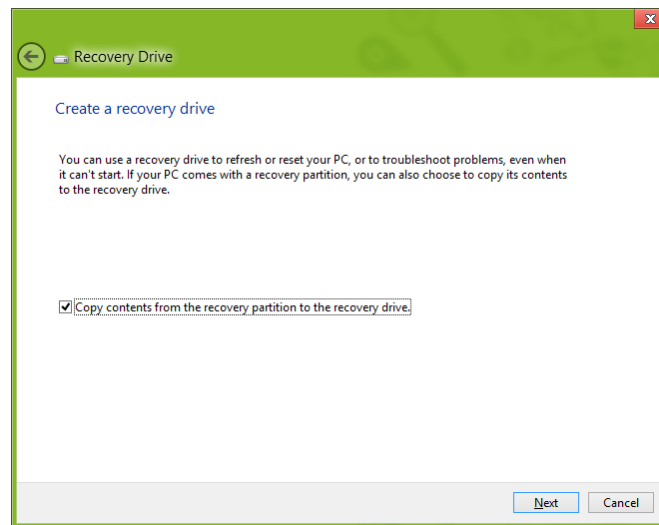 Recovery Drive
Create a recovery drive
You can use a recovery drive to refresh or reset your PC, or to troubleshoot problems, even when
it can't start. If your PC comes with a recovery partition, you can also choose to copy its contents
to the recovery drive.
Copy contents from the recovery partition to the recovery drive.
Next Cancel